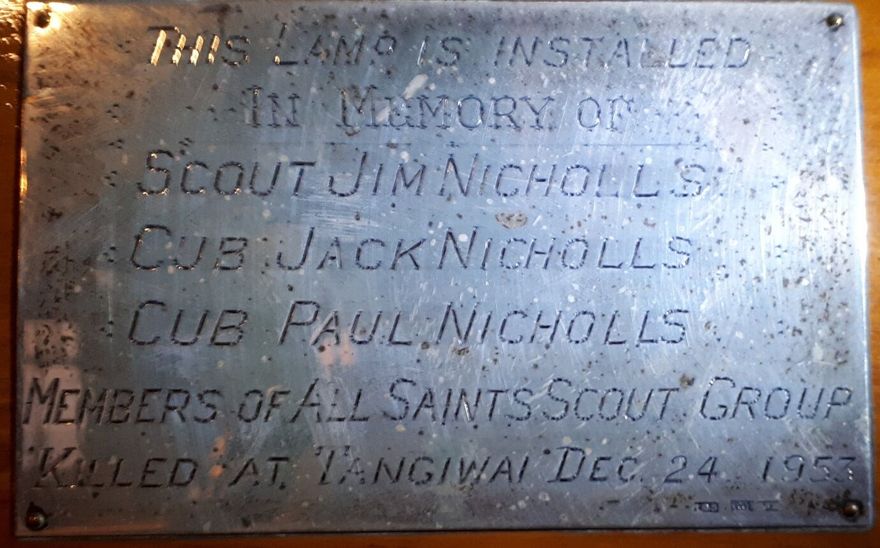 THIS LAMP IS INSTALLED
IN MEMORY OF
SCOUT JIM NICHOLLS
CUB JACK NICHOLLS
CUB PAUL NICHOLLS
MEMBERS OF ALL SAINTS SCOUT GROUP
KILLED AT TANGIWAI DEC. 24 1953